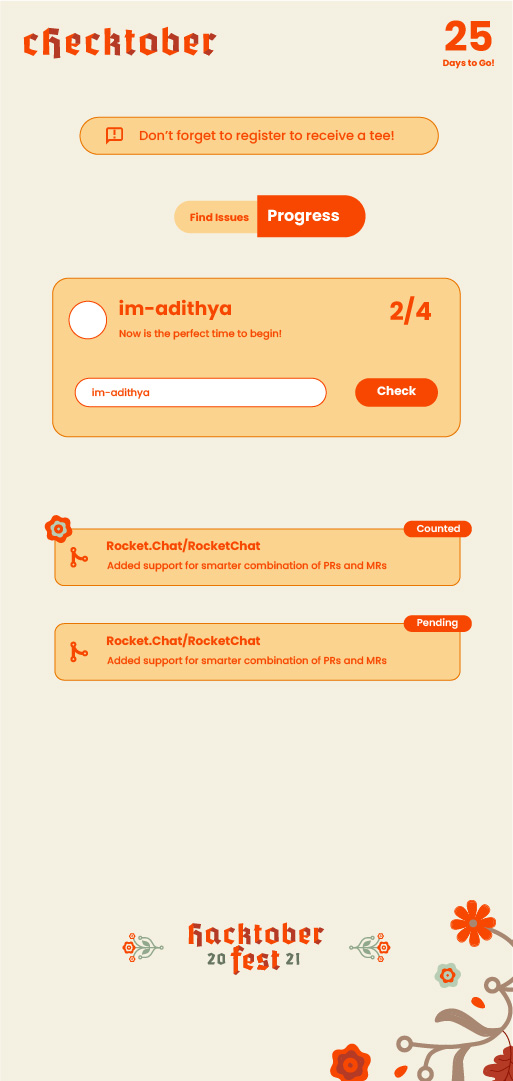 checktober
25
Days to Go!
Don't forget to register to receive a tee!
Find Issues
Progress
im-adithya
2/4
Now is the perfect time to begin!
im-adithya
Check
Counted
Rocket.Chat/RocketChat
Added support for smarter combination of PRs and MRs
Pending
Rocket.Chat/RocketChat
Added support for smarter combination of PRs and MRs
hacktober
20 fest 21